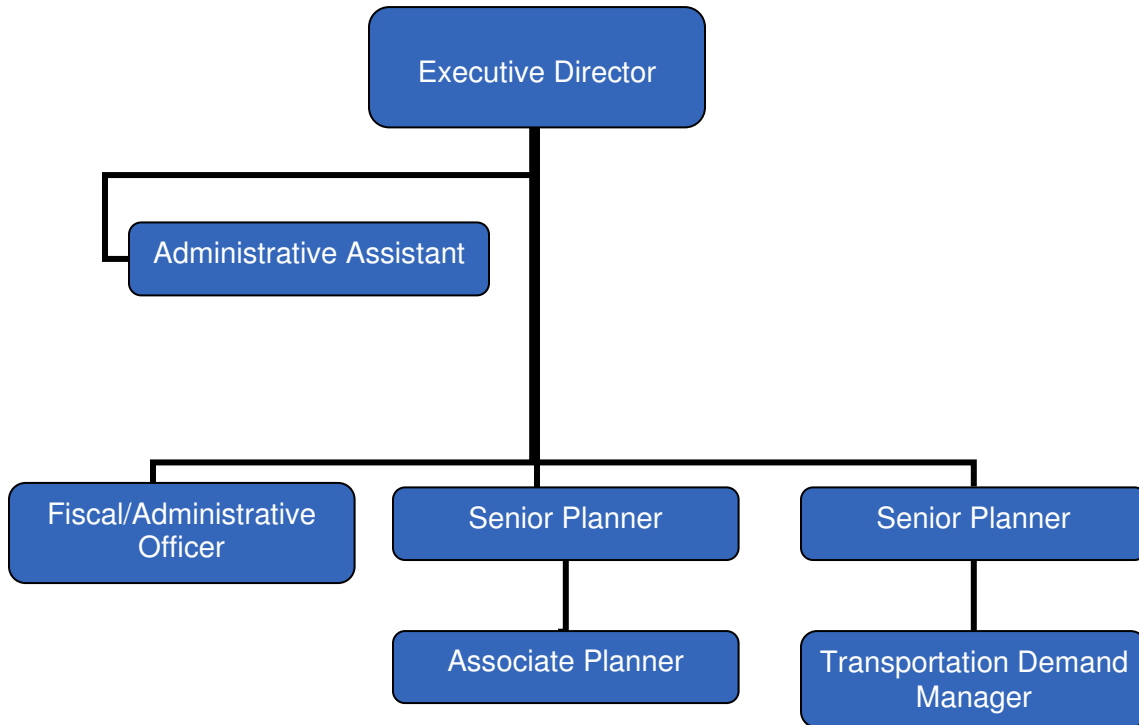 Executive Director
Administrative Assistant
Fiscal/Administrative
Officer
Senior Planner
Senior Planner
Associate Planner
Transportation Demand
Manager